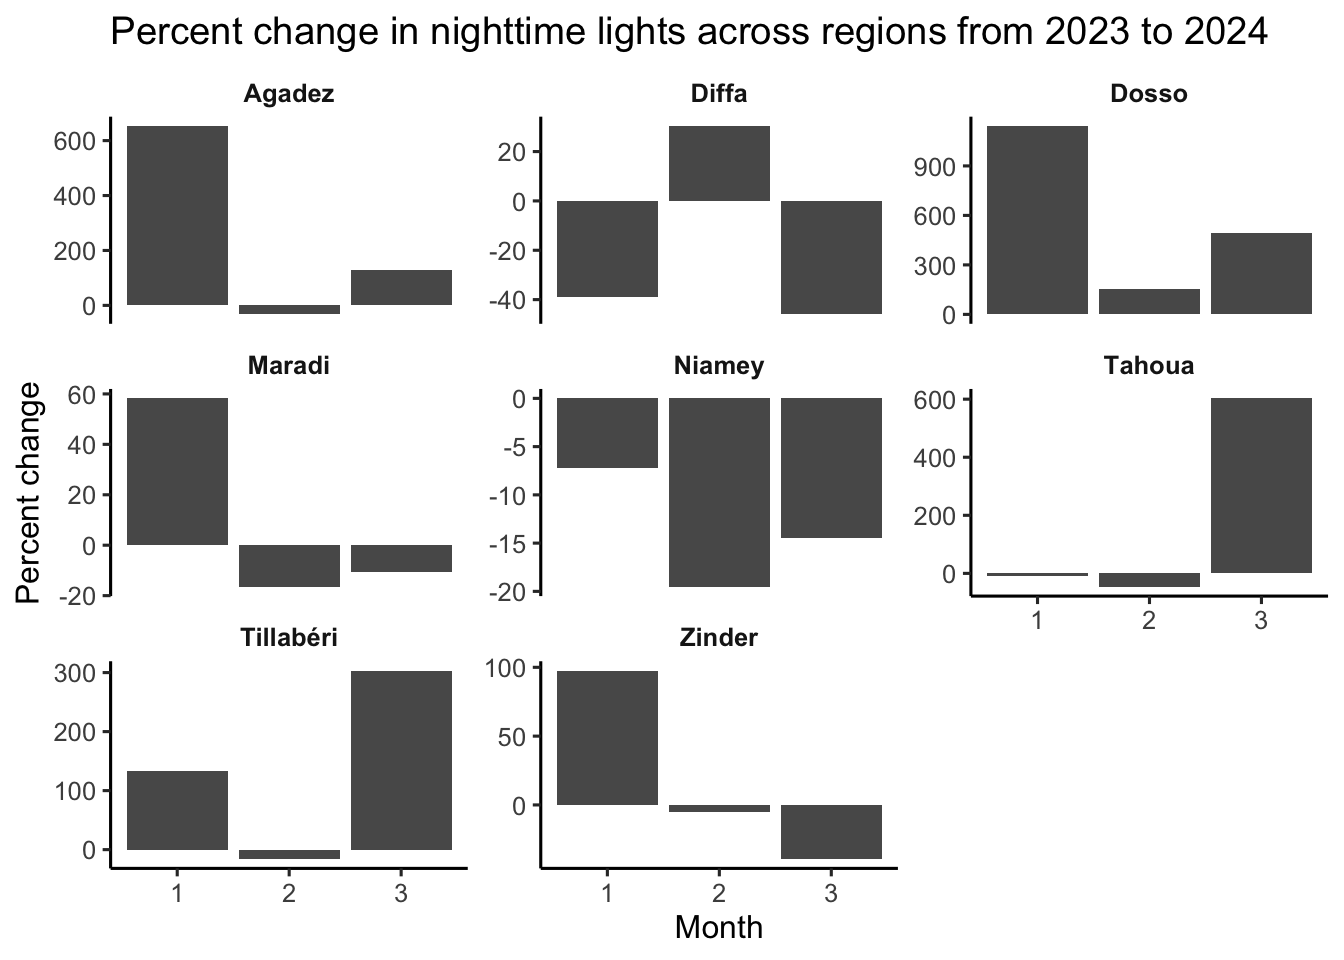 Percent change in nighttime lights across regions from 2023 to 2024
Agadez
600
400
200
0
Diffa
20
0
-20
-40
Dosso
900
600
300
0
Percent change
Maradi
60
40
20
0
-20
Niamey
0
-5
-10
-15
-20
Tahoua
600
400
200
0
1 2 3
Tillabéri
300
200
100
0
1 2 3
Zinder
100
50
0
1 2 3
Month